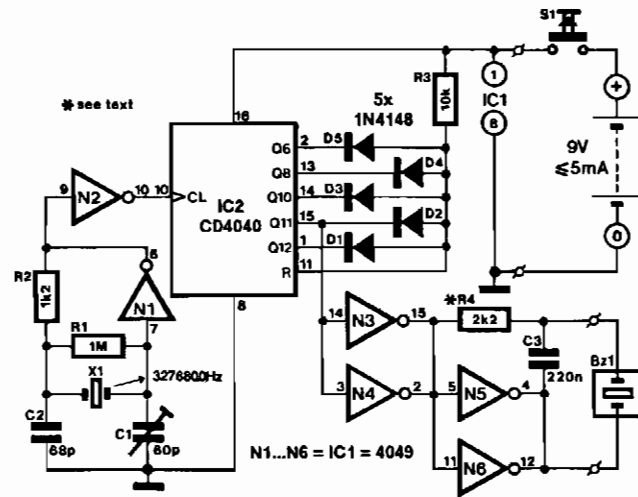 S1
R3
10k
1
IC1
8
+
5x
1N4148
9V
≤5mA
0
* see text
16
Q6 2 D5
Q8 13 D4
Q10 14 D3
Q11 15 D2
Q12 1 D1
R 11
IC2
CD4040
9 N2 10 10 CL
8
R2
1k2
6
N1
7
R1
1M
X1
3276800Hz
C2
68p
C1
60p
14 N3 15
*R4
2k2
C3
220n
Bz1
3 N4 2
5 N5 4
11 N6 12
N1...N6 = IC1 = 4049